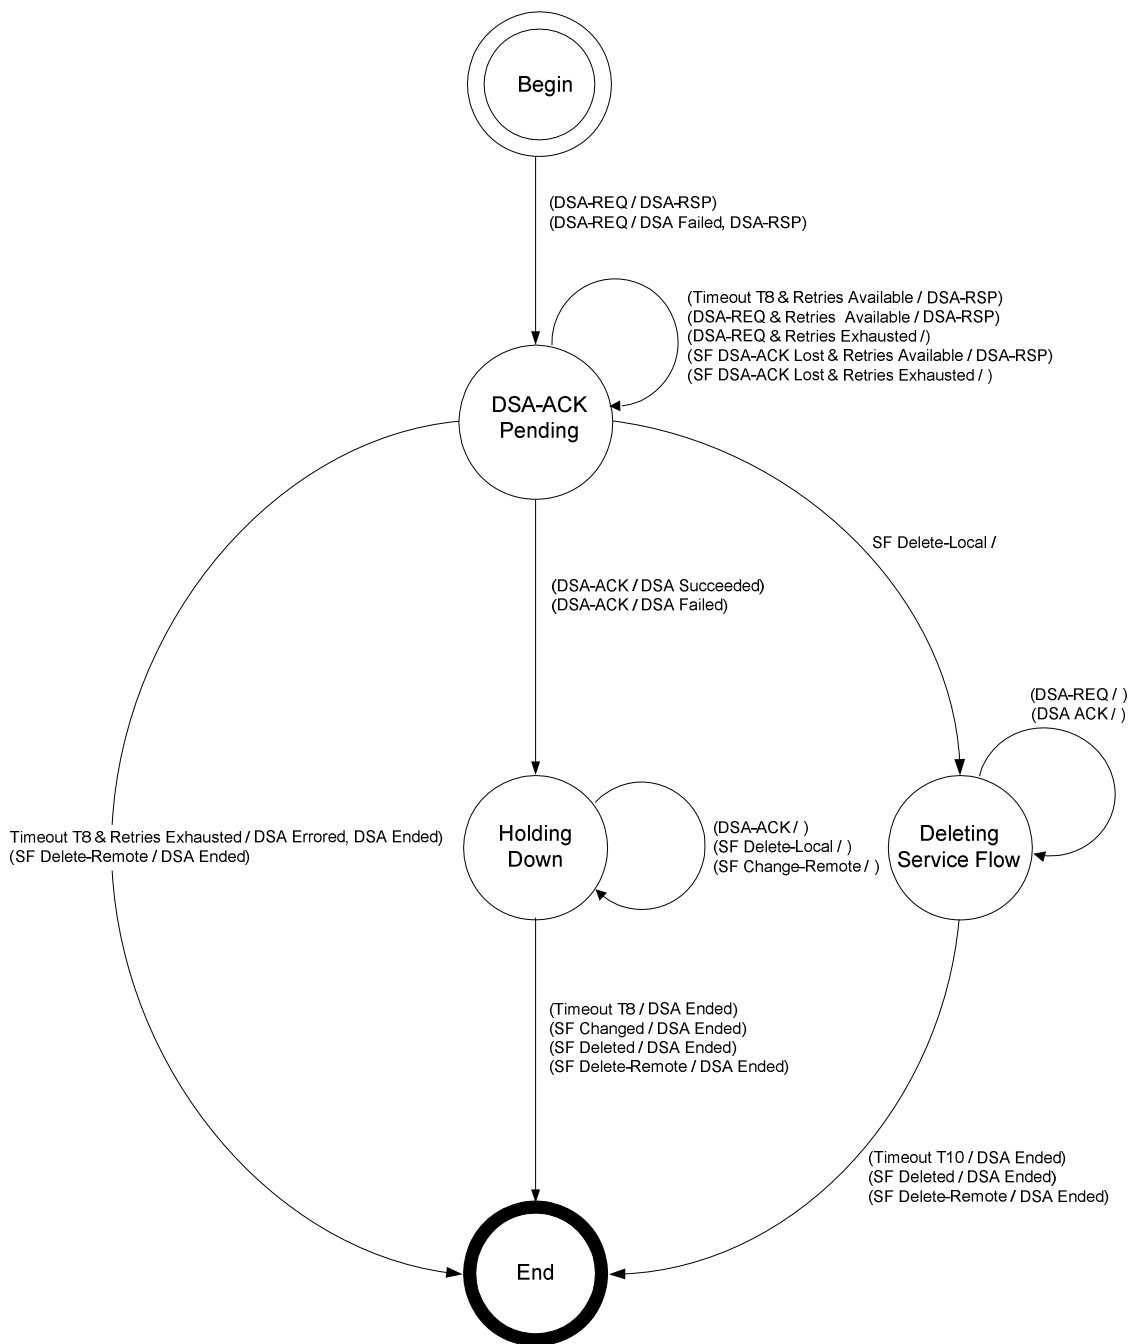 Begin
(DSA-REQ / DSA-RSP)
(DSA-REQ / DSA Failed, DSA-RSP)
(Timeout T8 & Retries Available / DSA-RSP)
(DSA-REQ & Retries Available / DSA-RSP)
(DSA-REQ & Retries Exhausted /)
(SF DSA-ACK Lost & Retries Available / DSA-RSP)
(SF DSA-ACK Lost & Retries Exhausted / )
DSA-ACK
Pending
SF Delete-Local /
(DSA-ACK / DSA Succeeded)
(DSA-ACK / DSA Failed)
(DSA-REQ / )
(DSA ACK / )
Timeout T8 & Retries Exhausted / DSA Errored, DSA Ended)
(SF Delete-Remote / DSA Ended)
Holding
Down
(DSA-ACK / )
(SF Delete-Local / )
(SF Change-Remote / )
Deleting
Service Flow
(Timeout T8 / DSA Ended)
(SF Changed / DSA Ended)
(SF Deleted / DSA Ended)
(SF Delete-Remote / DSA Ended)
(Timeout T10 / DSA Ended)
(SF Deleted / DSA Ended)
(SF Delete-Remote / DSA Ended)
End